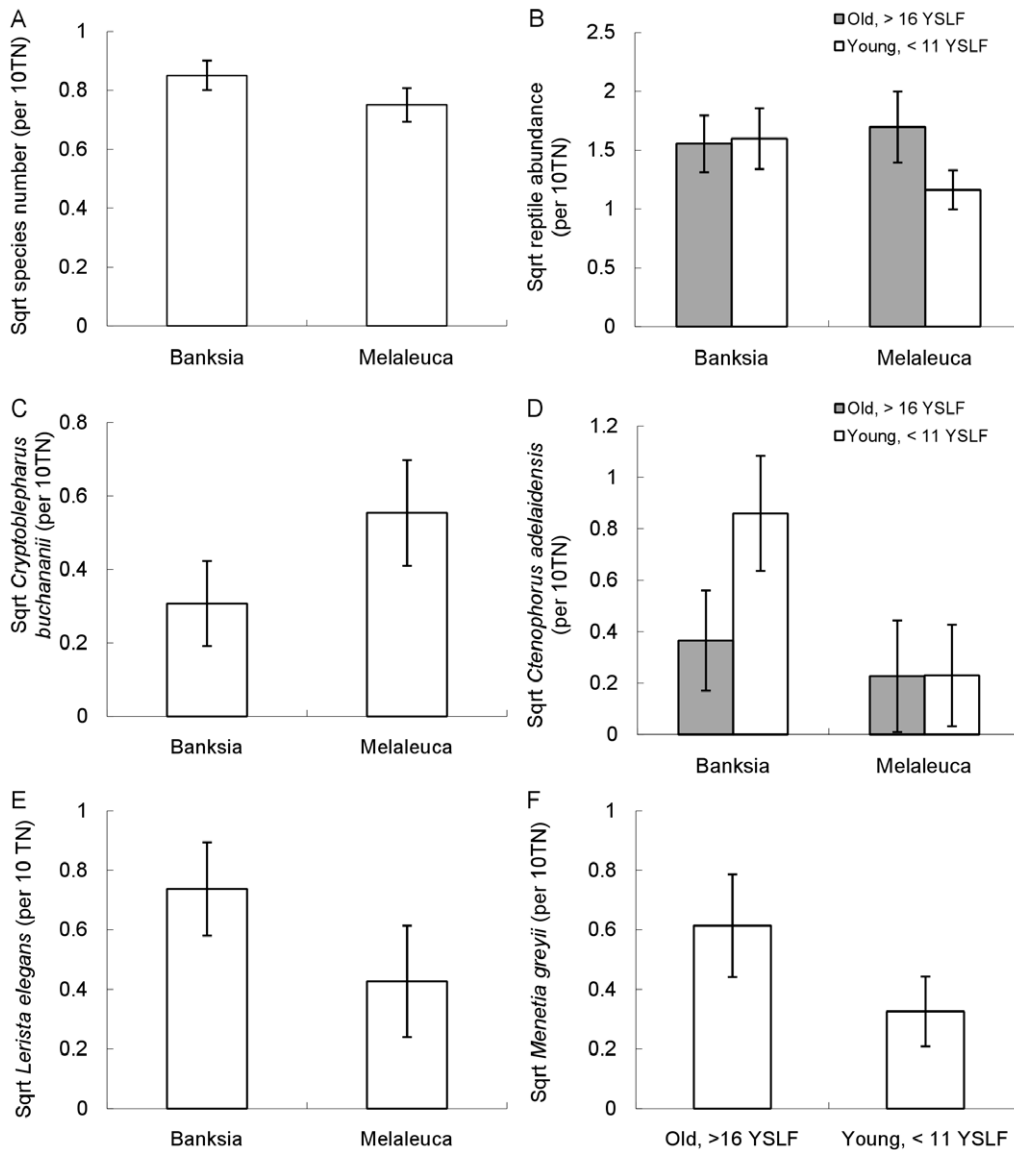 A
Sqrt species number (per 10TN)
1
0.8
0.6
0.4
0.2
0
Banksia
Melaleuca
B
Old, > 16 YSLF
Young, < 11 YSLF
Sqrt reptile abundance
(per 10TN)
2.5
2
1.5
1
0.5
0
Banksia
Melaleuca
C
Sqrt Cryptoblepharus
buchananii (per 10TN)
0.8
0.6
0.4
0.2
0
Banksia
Melaleuca
D
Old, > 16 YSLF
Young, < 11 YSLF
Sqrt Ctenophorus adelaidensis
(per 10TN)
1.2
1
0.8
0.6
0.4
0.2
0
Banksia
Melaleuca
E
Sqrt Lerista elegans (per 10 TN)
1
0.8
0.6
0.4
0.2
0
Banksia
Melaleuca
F
Sqrt Menetia greyii (per 10TN)
1
0.8
0.6
0.4
0.2
0
Old, >16 YSLF
Young, < 11 YSLF